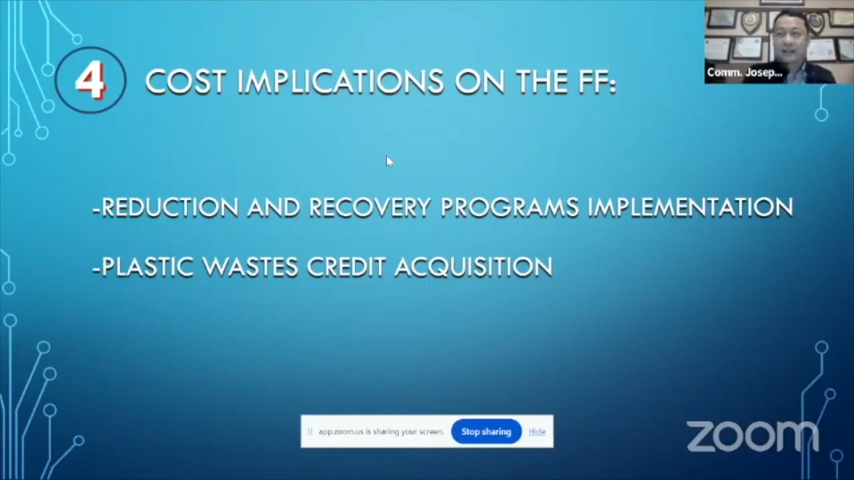 4 COST IMPLICATIONS ON THE FF:
Comm. Josep...
-REDUCTION AND RECOVERY PROGRAMS IMPLEMENTATION
-PLASTIC WASTES CREDIT ACQUISITION
app.zoom.us is sharing your screen. Stop sharing Hide
zoom